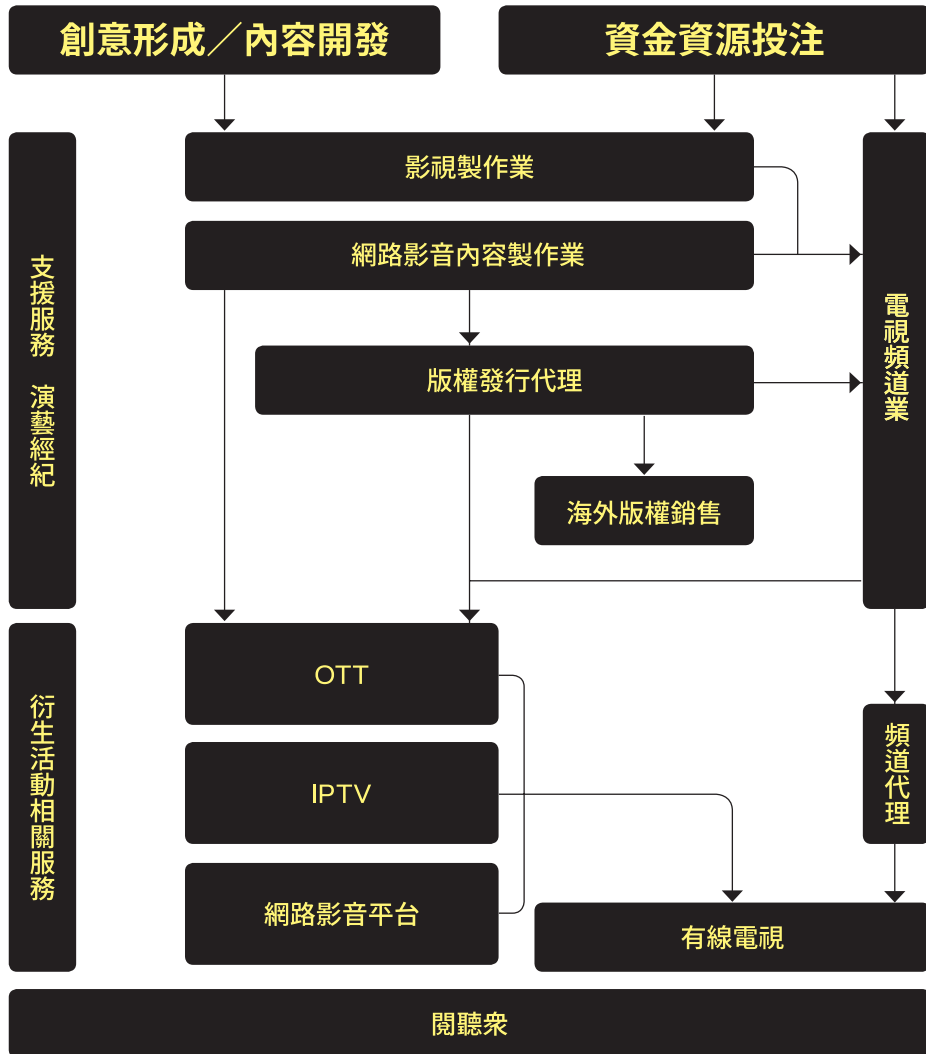 創意形成／內容開發
資金資源投注
支援服務 演藝經紀
影視製作業
網路影音內容製作業
版權發行代理
海外版權銷售
電視頻道業
衍生活動相關服務
OTT
IPTV
網路影音平台
頻道代理
有線電視
閱聽眾